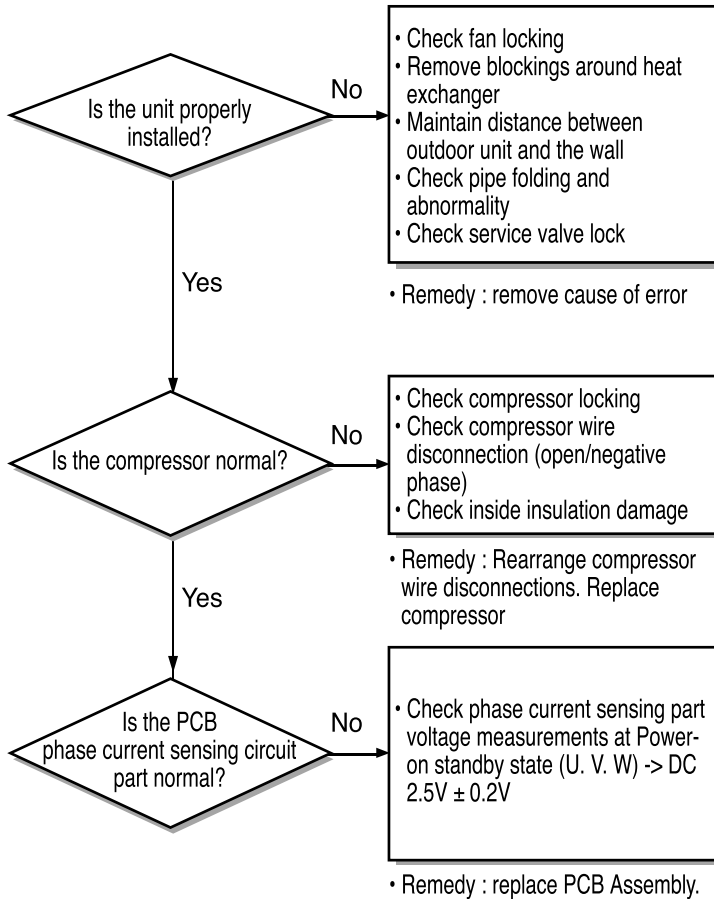 Is the unit properly
installed?
No
• Check fan locking
• Remove blockings around heat
exchanger
• Maintain distance between
outdoor unit and the wall
• Check pipe folding and
abnormality
• Check service valve lock
• Remedy : remove cause of error
Yes
Is the compressor normal?
No
• Check compressor locking
• Check compressor wire
disconnection (open/negative
phase)
• Check inside insulation damage
• Remedy : Rearrange compressor
wire disconnections. Replace
compressor
Yes
Is the PCB
phase current sensing circuit
part normal?
No
• Check phase current sensing part
voltage measurements at Power-
on standby state (U. V. W) -> DC
2.5V ± 0.2V
• Remedy : replace PCB Assembly.